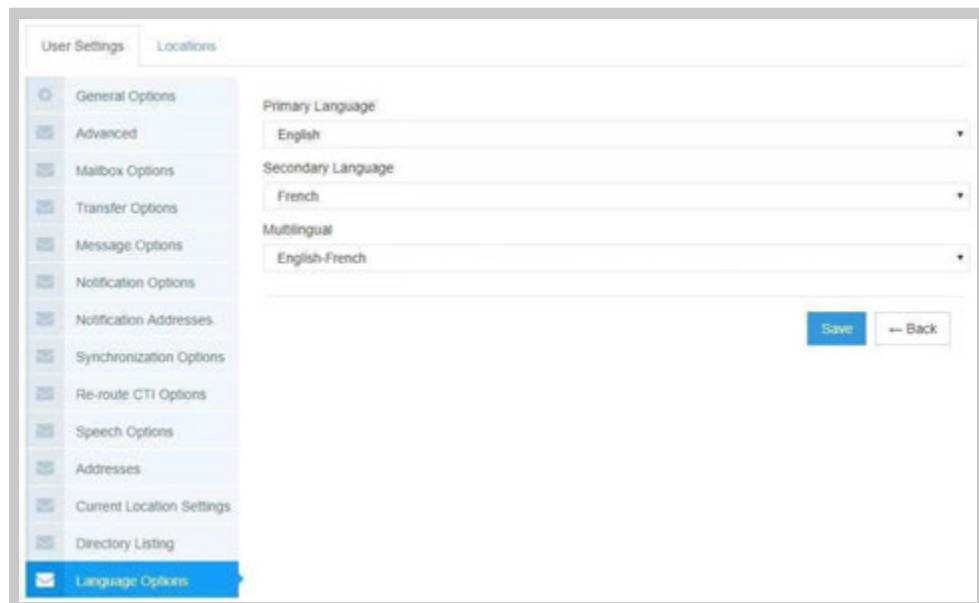 User Settings
Locations
General Options
Advanced
Mailbox Options
Transfer Options
Message Options
Notification Options
Notification Addresses
Synchronization Options
Re-route CTI Options
Speech Options
Addresses
Current Location Settings
Directory Listing
Language Options
Primary Language
English
Secondary Language
French
Multilingual
English-French
Save
← Back